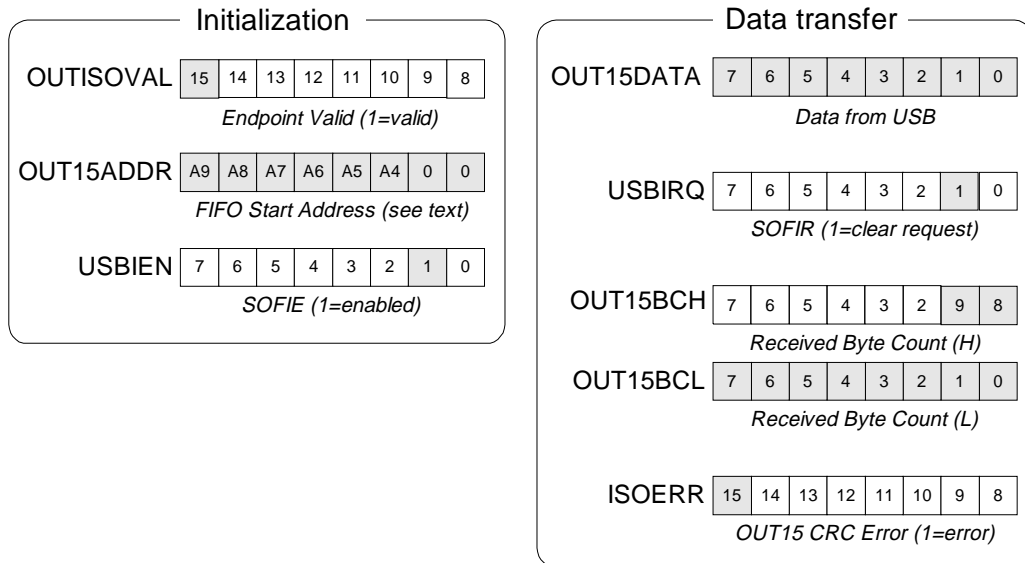 Initialization
OUTISOVAL 15 14 13 12 11 10 9 8
Endpoint Valid (1=valid)
OUT15ADDR A9 A8 A7 A6 A5 A4 0 0
FIFO Start Address (see text)
USBIEN 7 6 5 4 3 2 1 0
SOFIE (1=enabled)
Data transfer
OUT15DATA 7 6 5 4 3 2 1 0
Data from USB
USBIRQ 7 6 5 4 3 2 1 0
SOFIR (1=clear request)
OUT15BCH 7 6 5 4 3 2 9 8
Received Byte Count (H)
OUT15BCL 7 6 5 4 3 2 1 0
Received Byte Count (L)
ISOERR 15 14 13 12 11 10 9 8
OUT15 CRC Error (1=error)